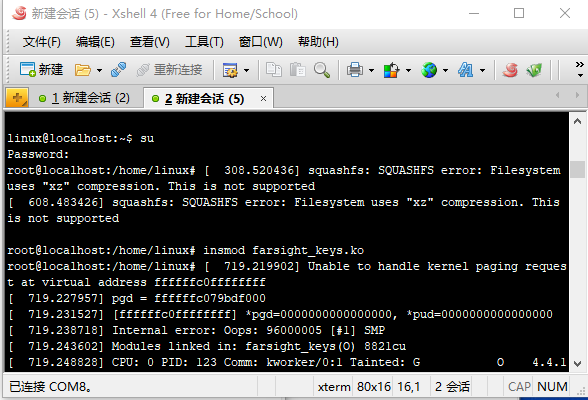 新建会话 (5) - Xshell 4 (Free for Home/School)
文件(F) 编辑(E) 查看(V) 工具(T) 窗口(W) 帮助(H)
新建 重新连接
1 新建会话 (2) 2 新建会话 (5)
linux@localhost:~$ su
Password:
root@localhost:/home/linux# [  308.520436] squashfs: SQUASHFS error: Filesystem
uses "xz" compression. This is not supported
[  608.483426] squashfs: SQUASHFS error: Filesystem uses "xz" compression. This
is not supported
root@localhost:/home/linux# insmod farsight_keys.ko
root@localhost:/home/linux# [  719.219902] Unable to handle kernel paging reques
t at virtual address ffffffc0ffffffff
[  719.227957] pgd = ffffffc079bdf000
[  719.231527] [ffffffc0ffffffff] *pgd=0000000000000000, *pud=0000000000000000
[  719.238718] Internal error: Oops: 96000005 [#1] SMP
[  719.243602] Modules linked in: farsight_keys(O) 8821cu
[  719.248828] CPU: 0 PID: 123 Comm: kworker/0:1 Tainted: G           O    4.4.1
已连接 COM8。 xterm 80x16 16,1 2 会话 CAP NUM